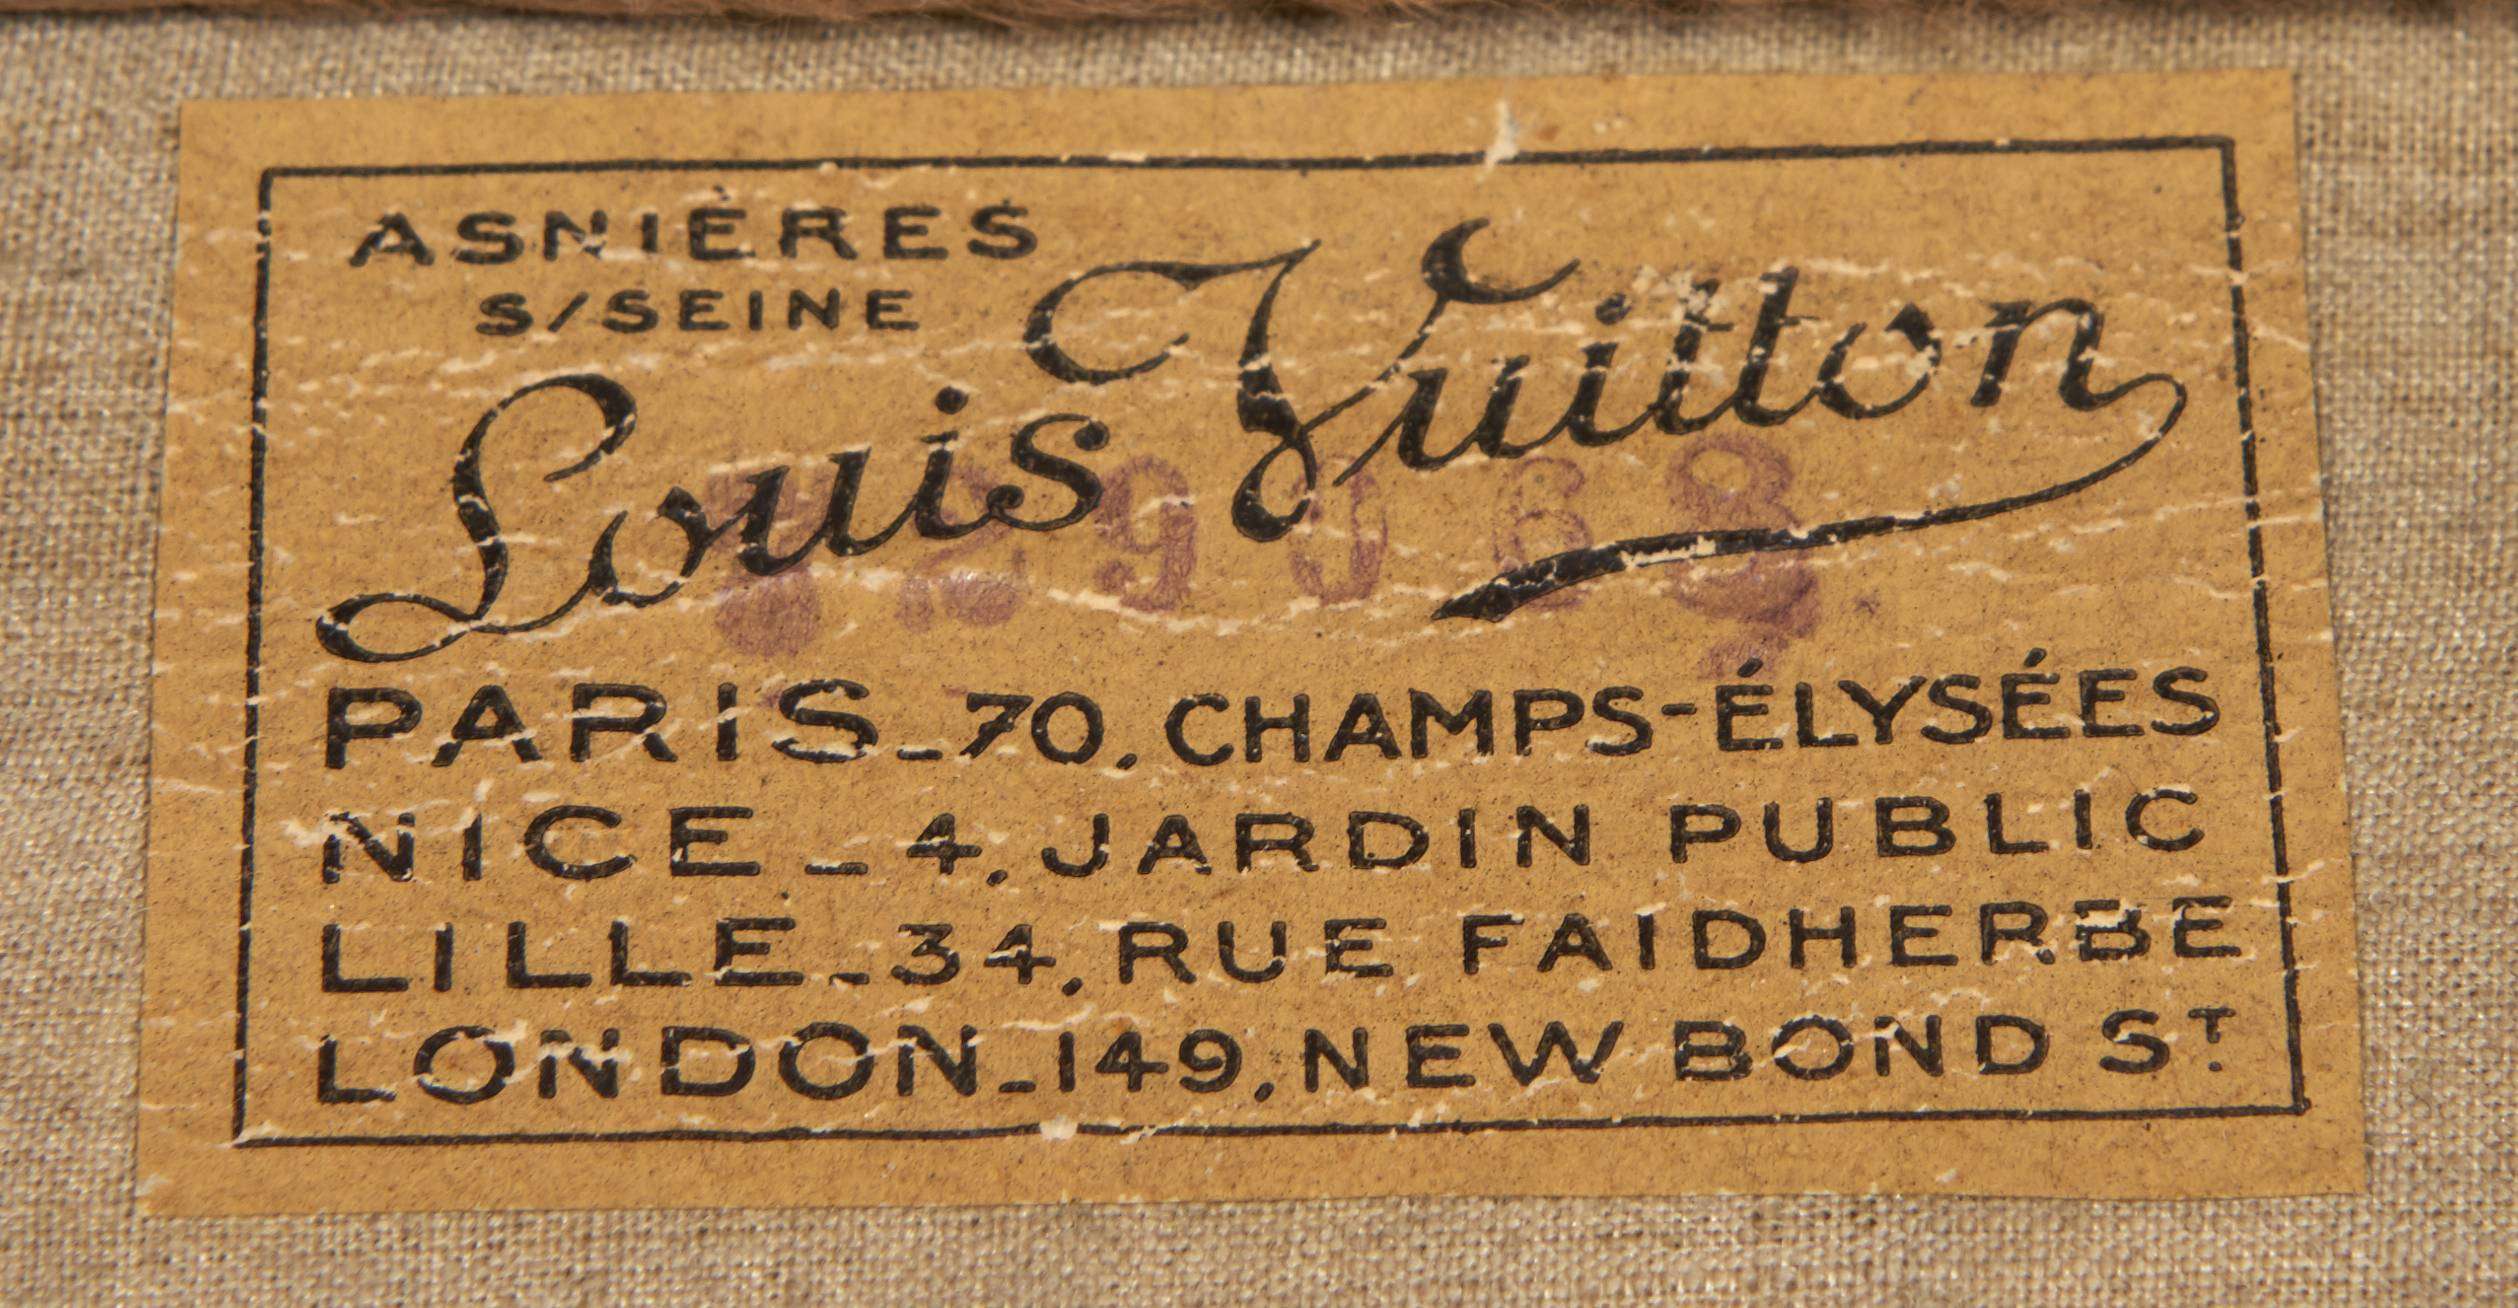 ASNIÈRES
S/SEINE
Louis Vuitton
PARIS_70, CHAMPS-ÉLYSÉES
NICE_4, JARDIN PUBLIC
LILLE_34, RUE FAIDHERBE
LONDON_149, NEW BOND ST